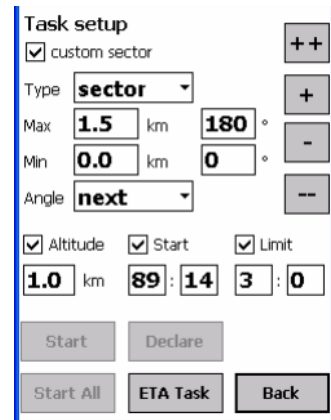 Task setup
custom sector ++
Type sector +
Max 1.5 km 180 °
Min 0.0 km 0 ° -
Angle next --
Altitude Start Limit
1.0 km 89 : 14 3 : 0
Start Declare
Start All ETA Task Back